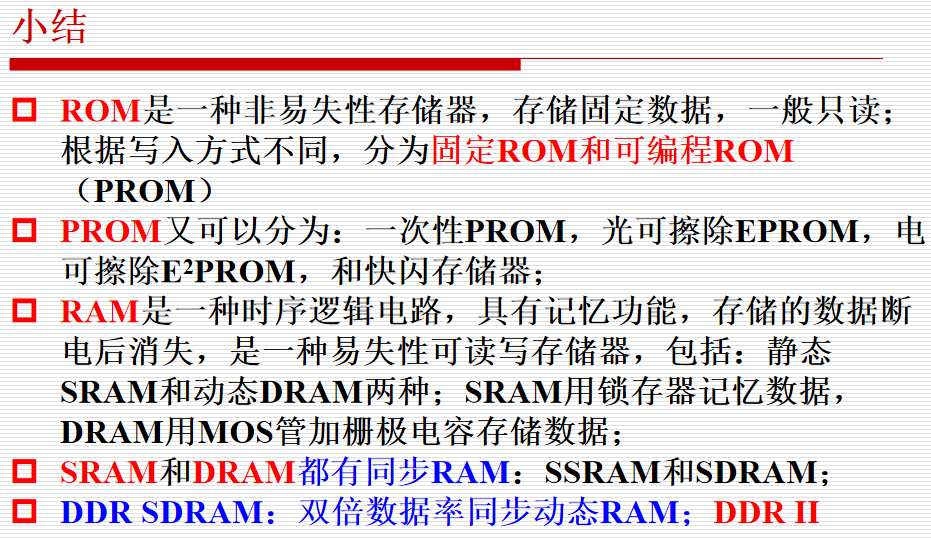 小结
ROM是一种非易失性存储器，存储固定数据，一般只读；
根据写入方式不同，分为固定ROM和可编程ROM
（PROM）
PROM又可以分为：一次性PROM，光可擦除EPROM，电
可擦除E²PROM，和快闪存储器；
RAM是一种时序逻辑电路，具有记忆功能，存储的数据断
电后消失，是一种易失性可读写存储器，包括：静态
SRAM和动态DRAM两种；SRAM用锁存器记忆数据，
DRAM用MOS管加栅极电容存储数据；
SRAM和DRAM都有同步RAM：SSRAM和SDRAM；
DDR SDRAM：双倍数据率同步动态RAM；DDR II